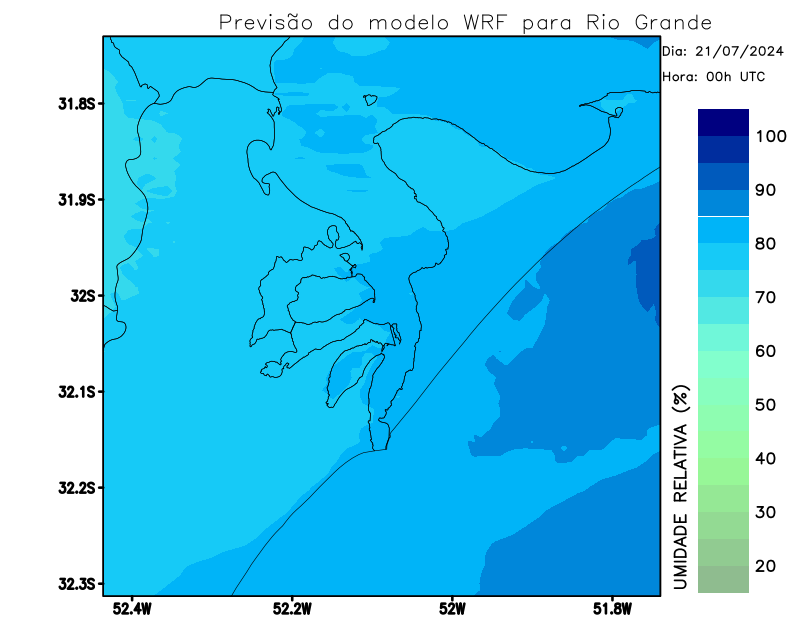 Previsão do modelo WRF para Rio Grande
Dia: 21/07/2024
Hora: 00h UTC
31.8S
31.9S
32S
32.1S
32.2S
32.3S
52.4W
52.2W
52W
51.8W
100
90
80
70
60
50
40
30
20
UMIDADE RELATIVA (%)